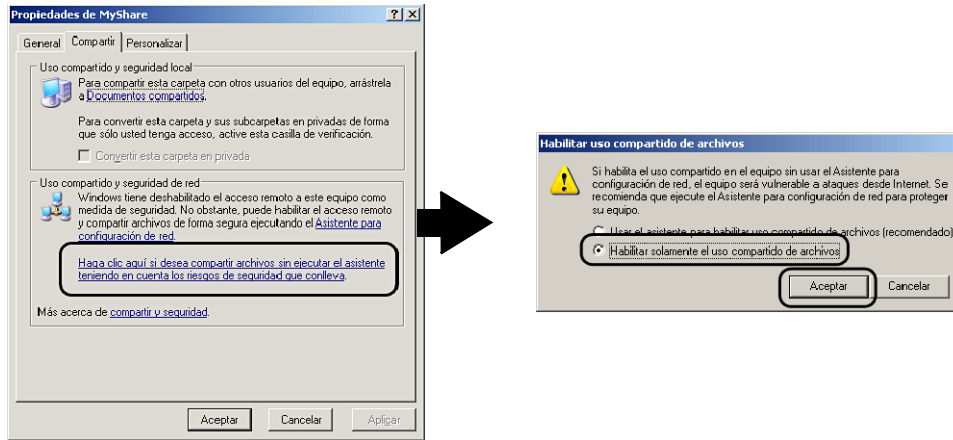 Propiedades de MyShare
General Compartir Personalizar
Uso compartido y seguridad local
Para compartir esta carpeta con otros usuarios del equipo, arrástrela
a Documentos compartidos.
Para convertir esta carpeta y sus subcarpetas en privadas de forma
que sólo usted tenga acceso, active esta casilla de verificación.
Convertir esta carpeta en privada
Uso compartido y seguridad de red
Windows tiene deshabilitado el acceso remoto a este equipo como
medida de seguridad. No obstante, puede habilitar el acceso remoto
y compartir archivos de forma segura ejecutando el Asistente para
configuración de red.
Haga clic aquí si desea compartir archivos sin ejecutar el asistente
teniendo en cuenta los riesgos de seguridad que conlleva.
Más acerca de compartir y seguridad.
Aceptar Cancelar Aplicar
Habilitar uso compartido de archivos
Si habilita el uso compartido en el equipo sin usar el Asistente para
configuración de red, el equipo será vulnerable a ataques desde Internet. Se
recomienda que ejecute el Asistente para configuración de red para proteger
su equipo.
Usar el asistente para habilitar uso compartido de archivos (recomendado)
Habilitar solamente el uso compartido de archivos
Aceptar Cancelar